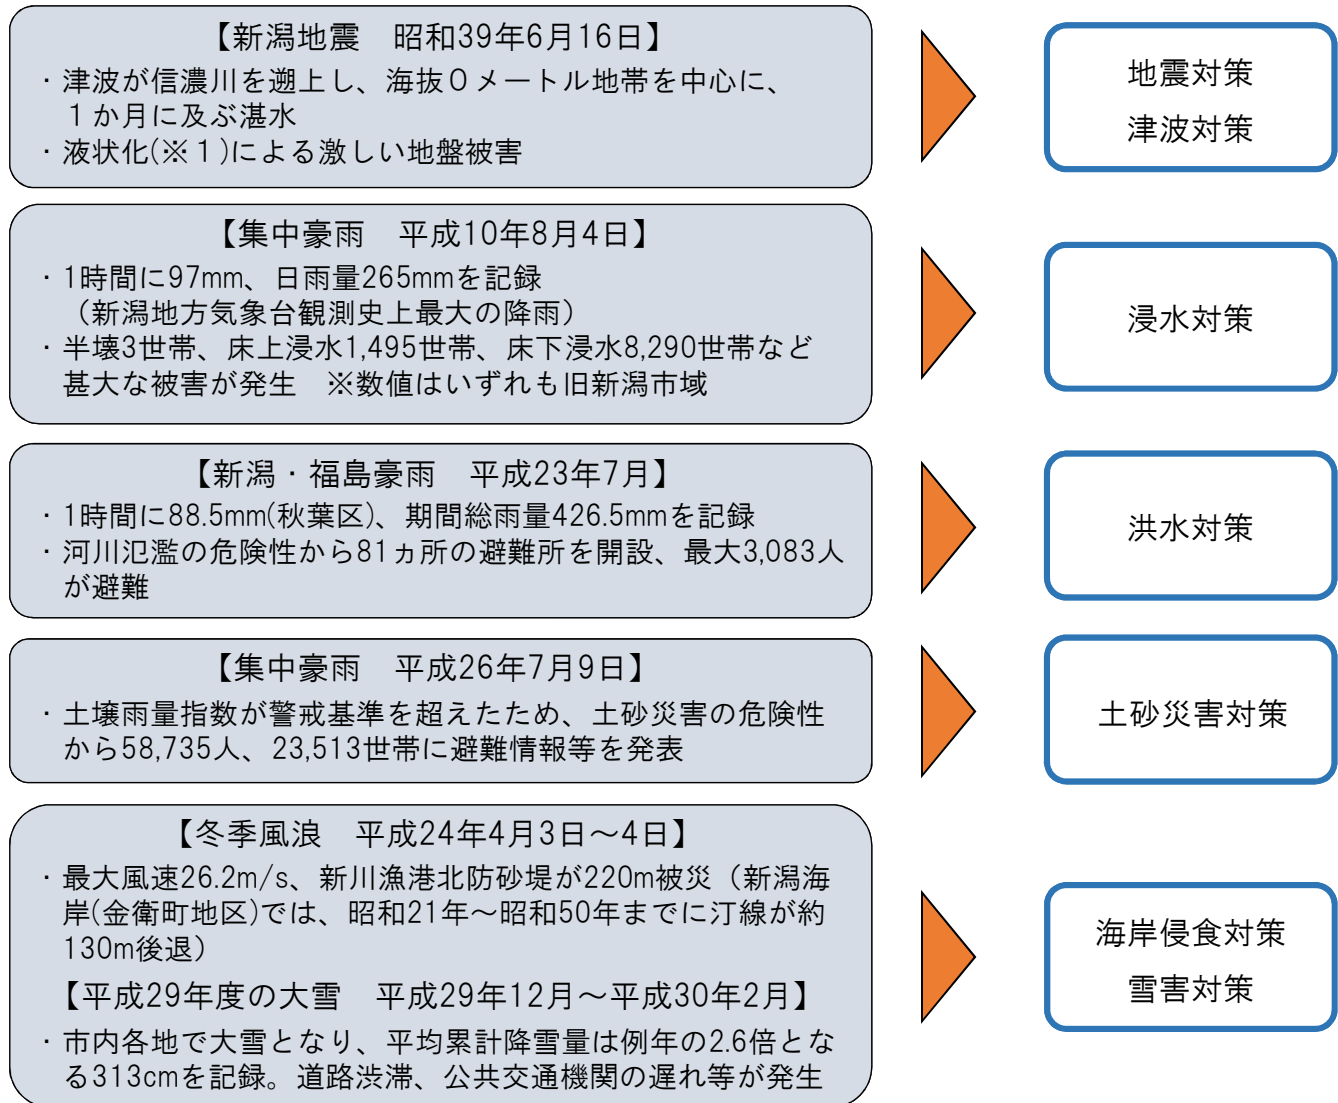 【新潟地震　昭和39年6月16日】
・津波が信濃川を遡上し、海抜０メートル地帯を中心に、
１か月に及ぶ湛水
・液状化(※１)による激しい地盤被害
地震対策
津波対策
【集中豪雨　平成10年8月4日】
・1時間に97mm、日雨量265mmを記録
（新潟地方気象台観測史上最大の降雨）
・半壊3世帯、床上浸水1,495世帯、床下浸水8,290世帯など
甚大な被害が発生　※数値はいずれも旧新潟市域
浸水対策
【新潟・福島豪雨　平成23年7月】
・1時間に88.5mm(秋葉区)、期間総雨量426.5mmを記録
・河川氾濫の危険性から81ヵ所の避難所を開設、最大3,083人
が避難
洪水対策
【集中豪雨　平成26年7月9日】
・土壌雨量指数が警戒基準を超えたため、土砂災害の危険性
から58,735人、23,513世帯に避難情報等を発表
土砂災害対策
【冬季風浪　平成24年4月3日～4日】
・最大風速26.2m/s、新川漁港北防砂堤が220m被災（新潟海
岸(金衛町地区)では、昭和21年～昭和50年までに汀線が約
130m後退）
【平成29年度の大雪　平成29年12月～平成30年2月】
・市内各地で大雪となり、平均累計降雪量は例年の2.6倍とな
る313cmを記録。道路渋滞、公共交通機関の遅れ等が発生
海岸侵食対策
雪害対策